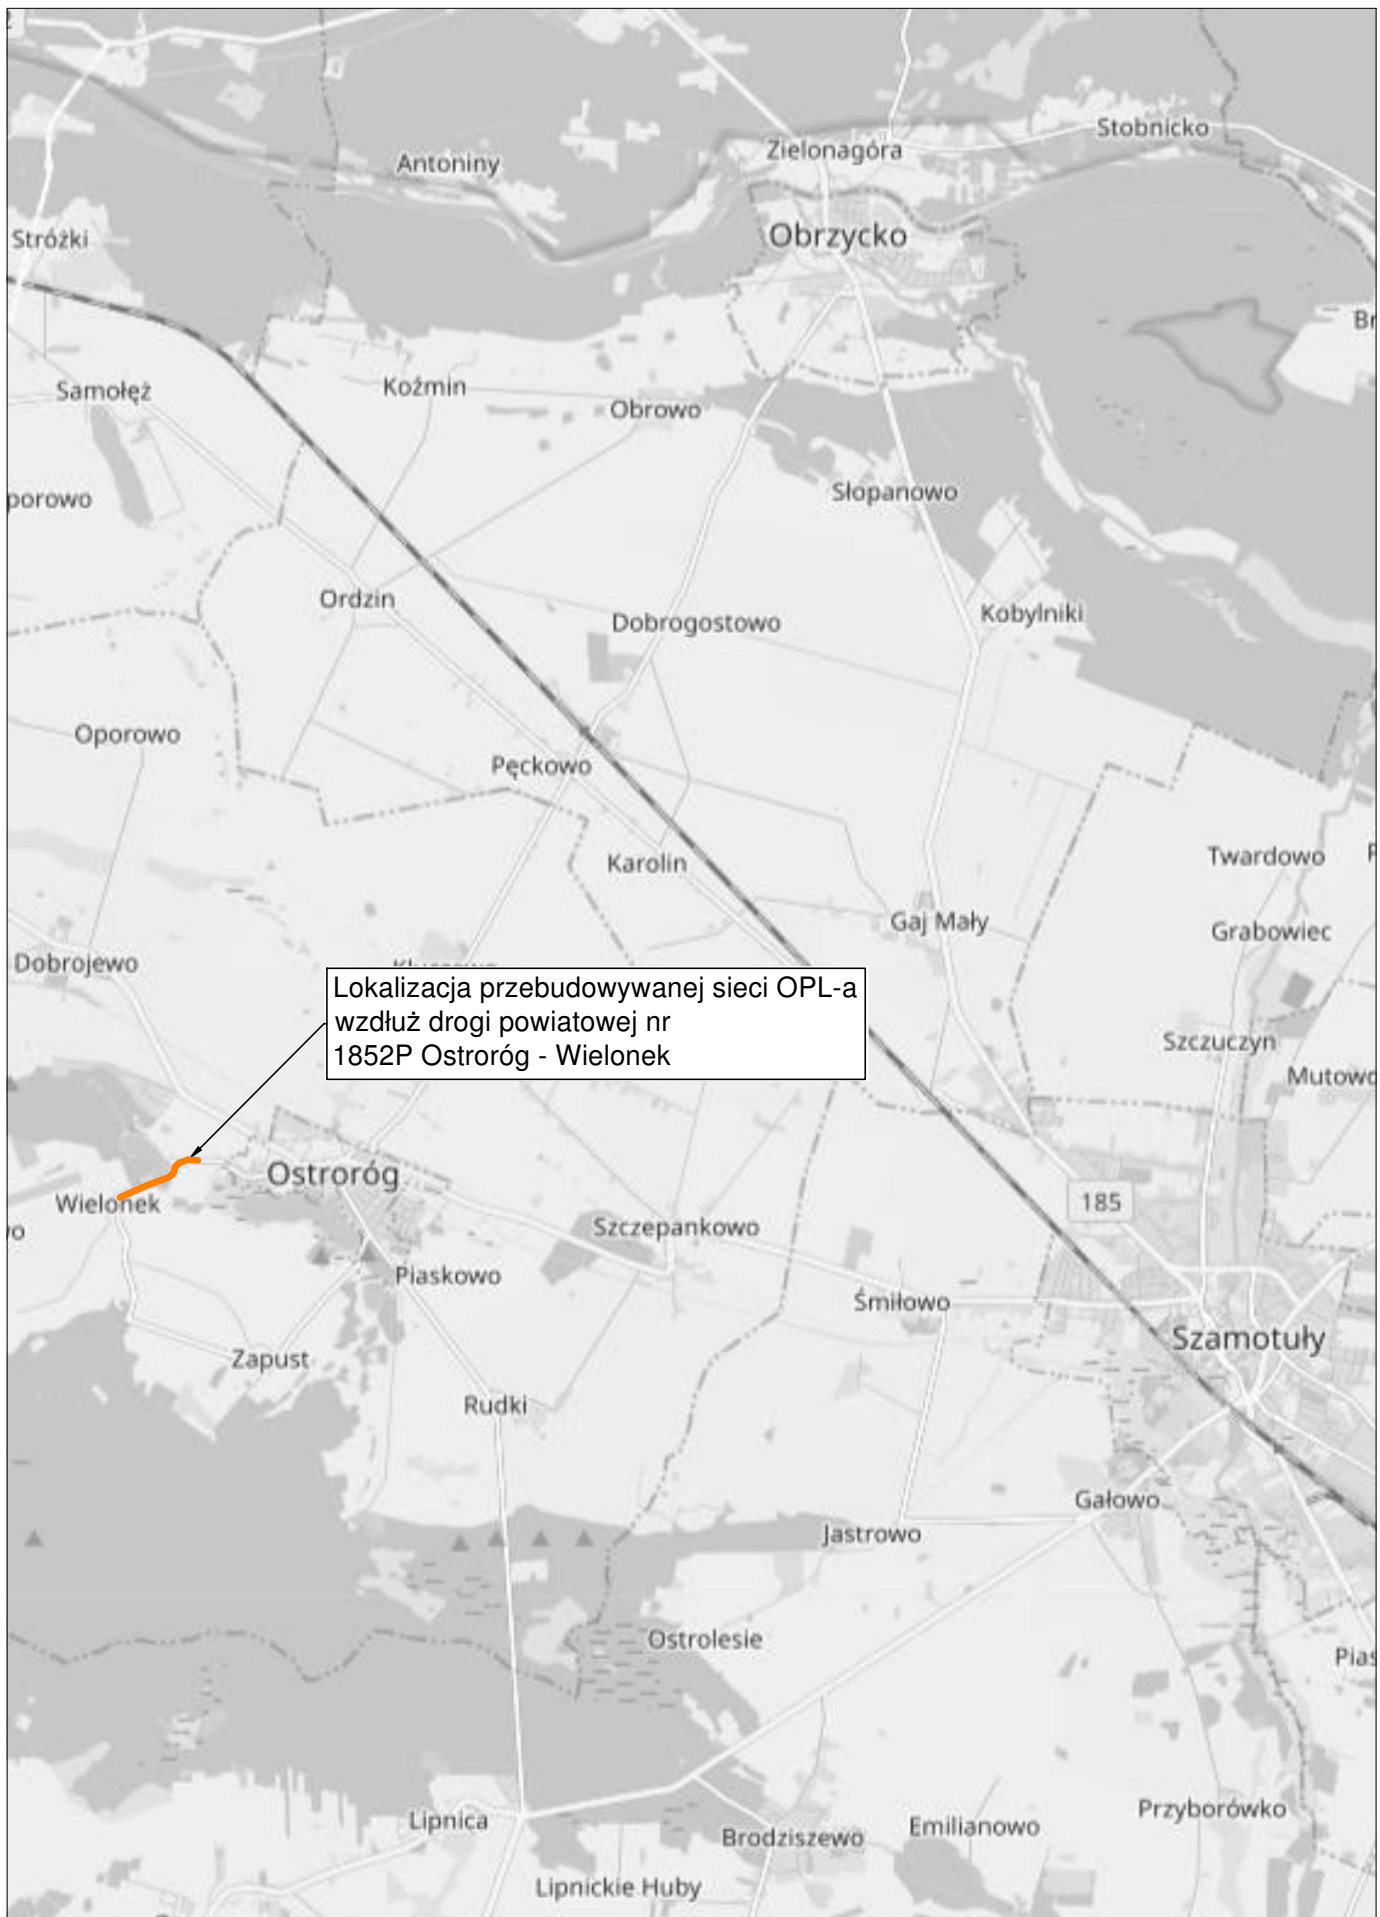 Stobnicko
Zielonagóra
Antoniny
Obrzycko
Stróżki
Br
Koźmin
Samołęż
Obrowo
Słopanowo
porowo
Ordzin
Kobylniki
Dobrogostowo
Oporowo
Pęckowo
Twardowo
Karolin
Gaj Mały
Grabowiec
Dobrojewo
Lokalizacja przebudowywanej sieci OPL-a
wzdłuż drogi powiatowej nr
1852P Ostroróg - Wielonek
Szczuczyn
Mutowo
Ostroróg
185
Wielonek
Szczepankowo
Piaskowo
Śmiłowo
Szamotuły
Zapust
Rudki
Gałowo
Jastrowo
Ostrolesie
Pias
Przyborówko
Lipnica
Emilianowo
Brodziszewo
Lipnickie Huby